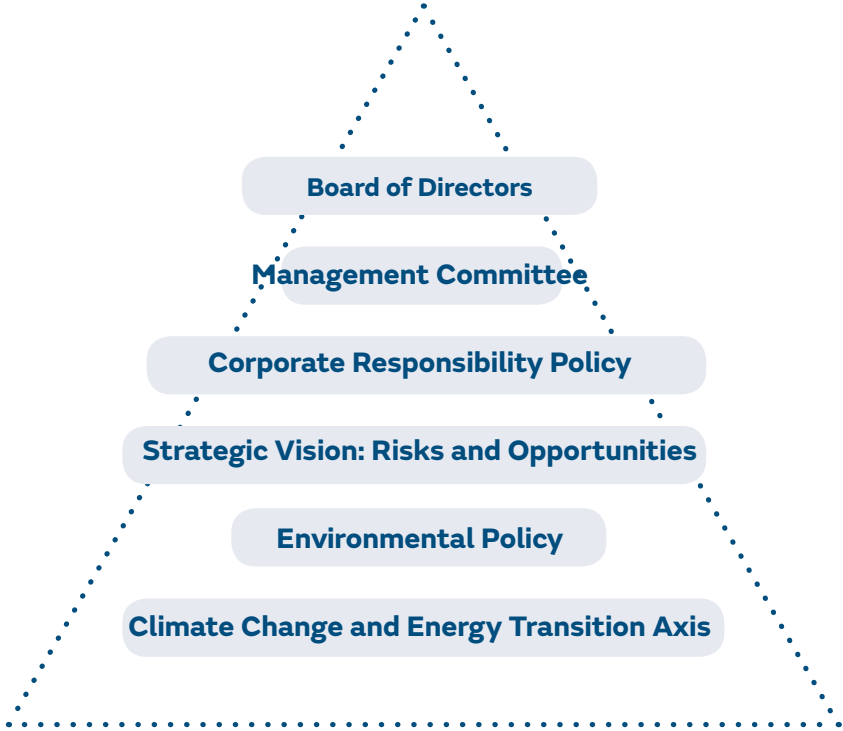 Board of Directors
Management Committee
Corporate Responsibility Policy
Strategic Vision: Risks and Opportunities
Environmental Policy
Climate Change and Energy Transition Axis